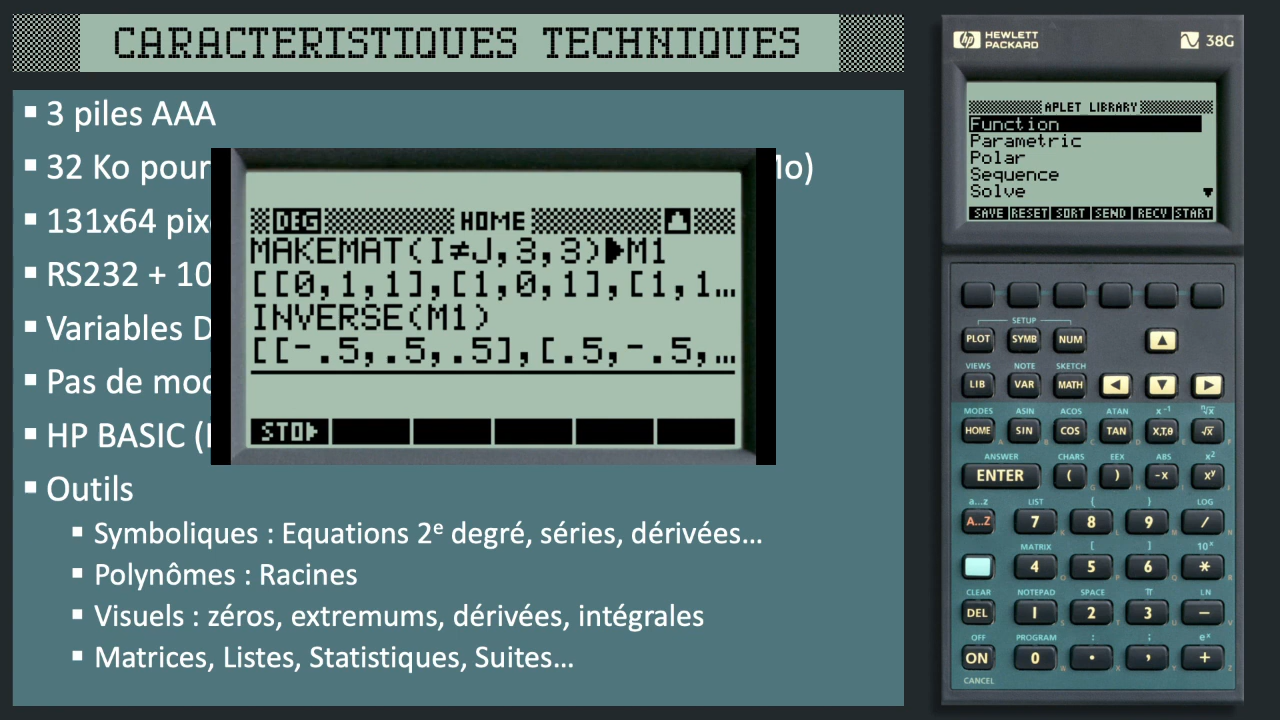 CARACTERISTIQUES TECHNIQUES
3 piles AAA
32 Ko pour
131x64
RS232 + 10
Variables
Pas de
HP BASIC
Outils
Symboliques : Equations 2e degré, séries, dérivées…
Polynômes : Racines
Visuels : zéros, extremums, dérivées, intégrales
Matrices, Listes, Statistiques, Suites…
DEG HOME
MAKEMAT(I≠J,3,3)▶M1
[[0,1,1],[1,0,1],[1,1…
INVERSE(M1)
[[-.5,.5,.5],[.5,-.5,…
STO▶
hp HEWLETT PACKARD 38G
APLET LIBRARY
Function
Parametric
Polar
Sequence
Solve
SAVE RESET SORT SEND RECV START
SETUP
PLOT SYMB NUM ▲
VIEWS NOTE SKETCH
LIB VAR MATH ◀ ▼ ▶
MODES ASIN ACOS ATAN x⁻¹ ⁿ√x
HOME SIN COS TAN X,T,θ √x
ANSWER CHARS EEX ABS x²
ENTER ( ) -x xʸ
a...z LIST { } LOG
A...Z 7 8 9 /
MATRIX [ ] 10ˣ
4 5 6 *
CLEAR NOTEPAD SPACE π LN
DEL 1 2 3 −
OFF PROGRAM : ; eˣ
ON 0 • , +
CANCEL